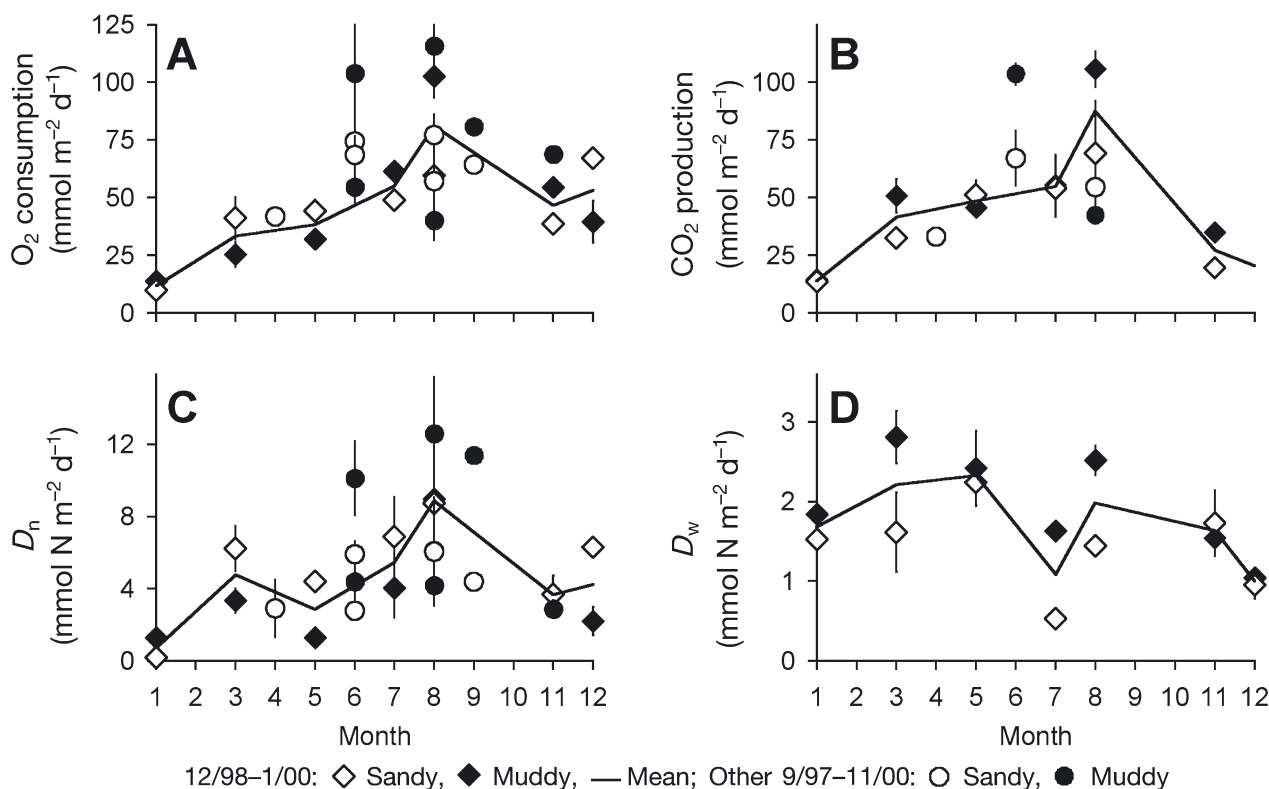 A
O2 consumption
(mmol m–2 d–1)
125
100
75
50
25
0
B
CO2 production
(mmol m–2 d–1)
100
75
50
25
0
C
Dn
(mmol N m–2 d–1)
12
8
4
0
1 2 3 4 5 6 7 8 9 10 11 12
Month
D
Dw
(mmol N m–2 d–1)
3
2
1
0
1 2 3 4 5 6 7 8 9 10 11 12
Month
12/98–1/00: Sandy, Muddy, Mean; Other 9/97–11/00: Sandy, Muddy